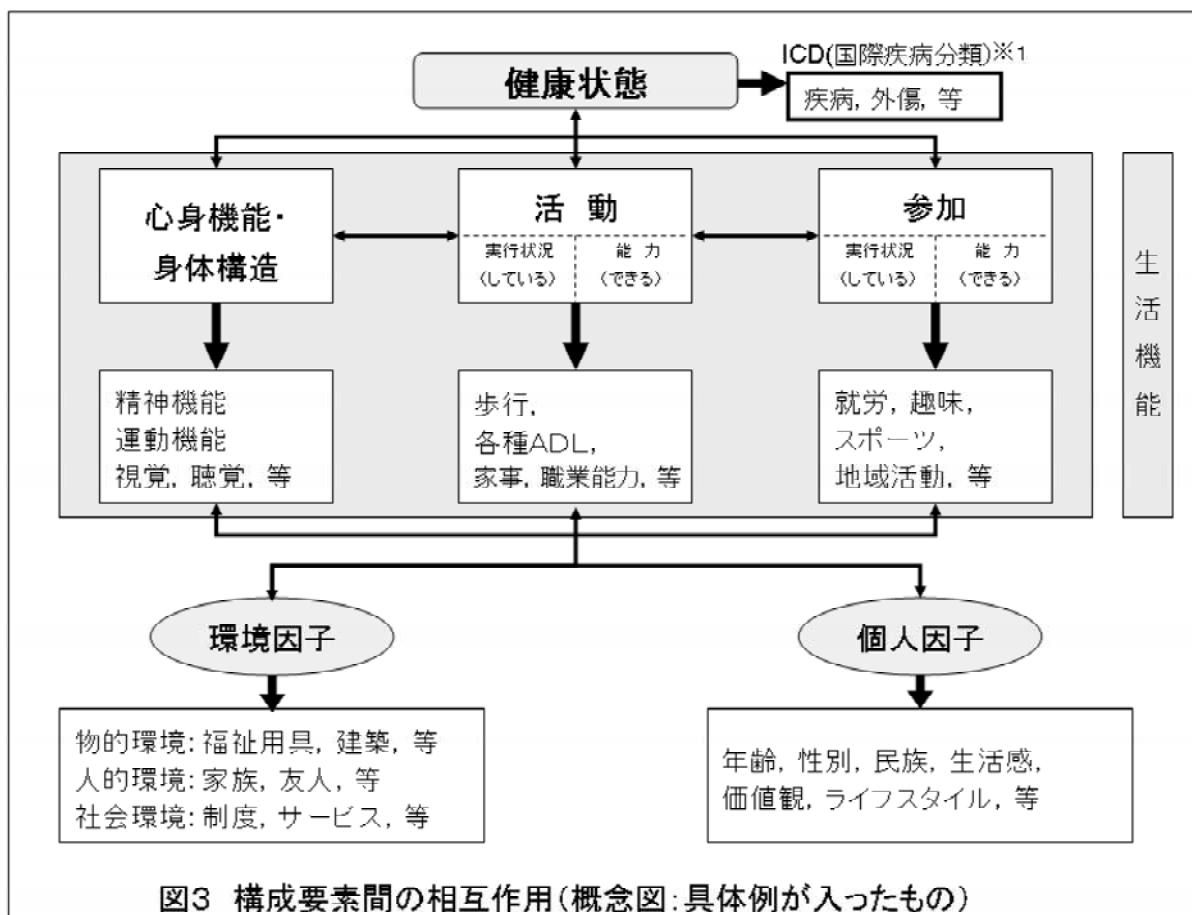 ICD(国際疾病分類)※1
健康状態
疾病, 外傷, 等
心身機能・
身体構造
活 動
実行状況
〈している〉
能 力
〈できる〉
参加
実行状況
〈している〉
能 力
〈できる〉
生活機能
精神機能
運動機能
視覚, 聴覚, 等
歩行,
各種ADL,
家事, 職業能力, 等
就労, 趣味,
スポーツ,
地域活動, 等
環境因子
個人因子
物的環境: 福祉用具, 建築, 等
人的環境: 家族, 友人, 等
社会環境: 制度, サービス, 等
年齢, 性別, 民族, 生活感,
価値観, ライフスタイル, 等
図3 構成要素間の相互作用(概念図:具体例が入ったもの)